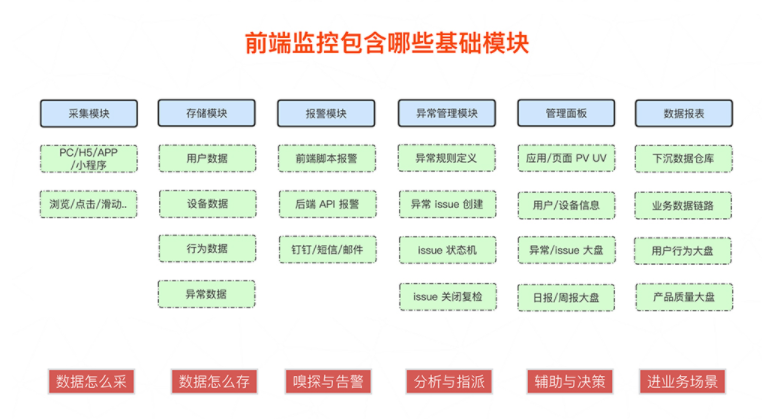 前端监控包含哪些基础模块
采集模块
存储模块
报警模块
异常管理模块
管理面板
数据报表
PC/H5/APP
/小程序
用户数据
前端脚本报警
异常规则定义
应用/页面 PV UV
下沉数据仓库
浏览/点击/滑动..
设备数据
后端 API 报警
异常 issue 创建
用户/设备信息
业务数据链路
行为数据
钉钉/短信/邮件
issue 状态机
异常/issue 大盘
用户行为大盘
异常数据
issue 关闭复检
日报/周报大盘
产品质量大盘
数据怎么采
数据怎么存
嗅探与告警
分析与指派
辅助与决策
进业务场景